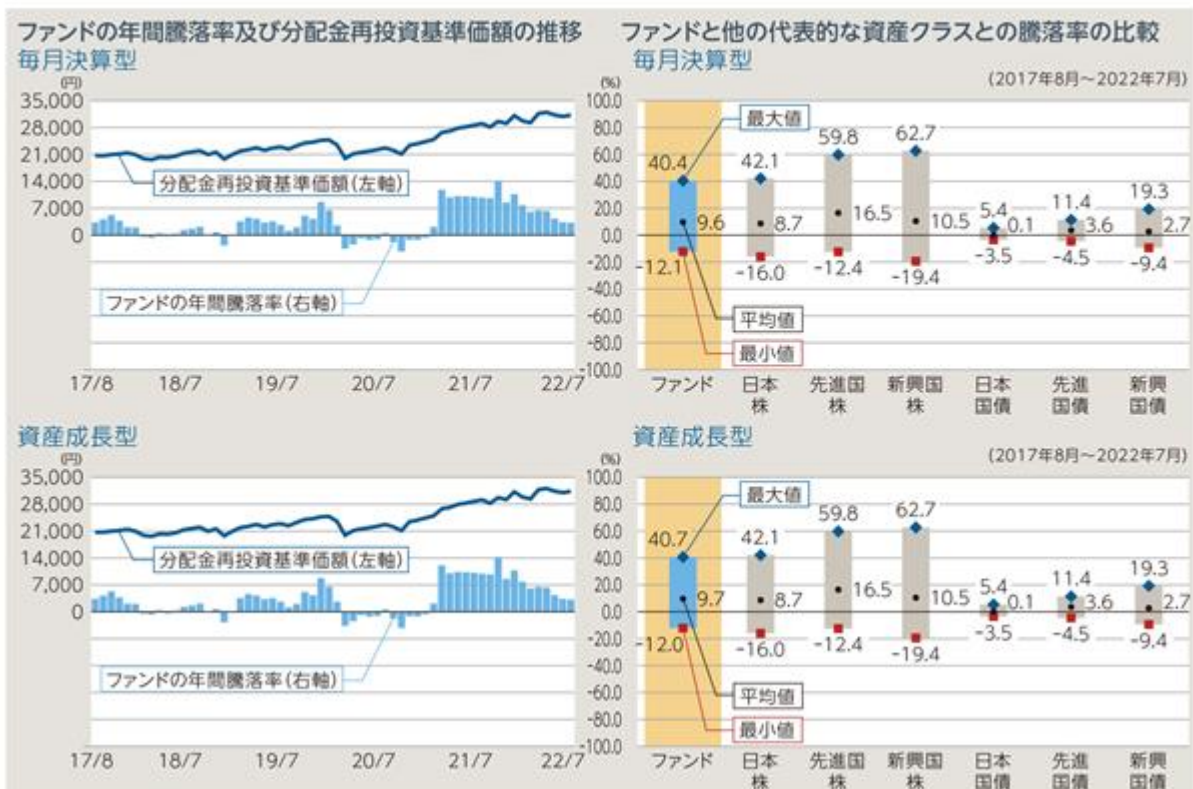 ファンドの年間騰落率及び分配金再投資基準価額の推移
毎月決算型
(円)
35,000
28,000
21,000
14,000
7,000
0
分配金再投資基準価額(左軸)
ファンドの年間騰落率(右軸)
(%)
100.0
80.0
60.0
40.0
20.0
0.0
-20.0
-40.0
-60.0
-80.0
-100.0
17/8 18/7 19/7 20/7 21/7 22/7
ファンドと他の代表的な資産クラスとの騰落率の比較
毎月決算型
(2017年8月～2022年7月)
最大値
40.4 42.1 59.8 62.7 5.4 11.4 19.3
9.6 8.7 16.5 10.5 0.1 3.6 2.7
-12.1 -16.0 -12.4 -19.4 -3.5 -4.5 -9.4
平均値
最小値
ファンド 日本株 先進国株 新興国株 日本国債 先進国債 新興国債
資産成長型
(円)
35,000
28,000
21,000
14,000
7,000
0
分配金再投資基準価額(左軸)
ファンドの年間騰落率(右軸)
(%)
100.0
80.0
60.0
40.0
20.0
0.0
-20.0
-40.0
-60.0
-80.0
-100.0
17/8 18/7 19/7 20/7 21/7 22/7
資産成長型
(2017年8月～2022年7月)
最大値
40.7 42.1 59.8 62.7 5.4 11.4 19.3
9.7 8.7 16.5 10.5 0.1 3.6 2.7
-12.0 -16.0 -12.4 -19.4 -3.5 -4.5 -9.4
平均値
最小値
ファンド 日本株 先進国株 新興国株 日本国債 先進国債 新興国債